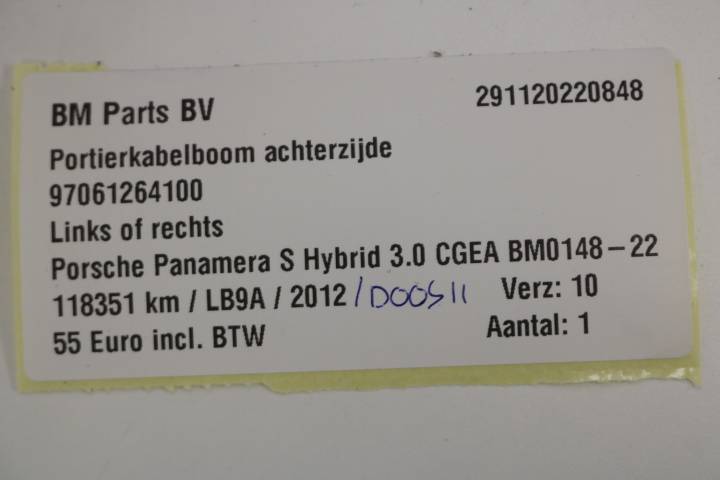 BM Parts BV 291120220848
Portierkabelboom achterzijde
97061264100
Links of rechts
Porsche Panamera S Hybrid 3.0 CGEA BM0148-22
118351 km / LB9A / 2012 / DOOS 11 Verz: 10
55 Euro incl. BTW Aantal: 1